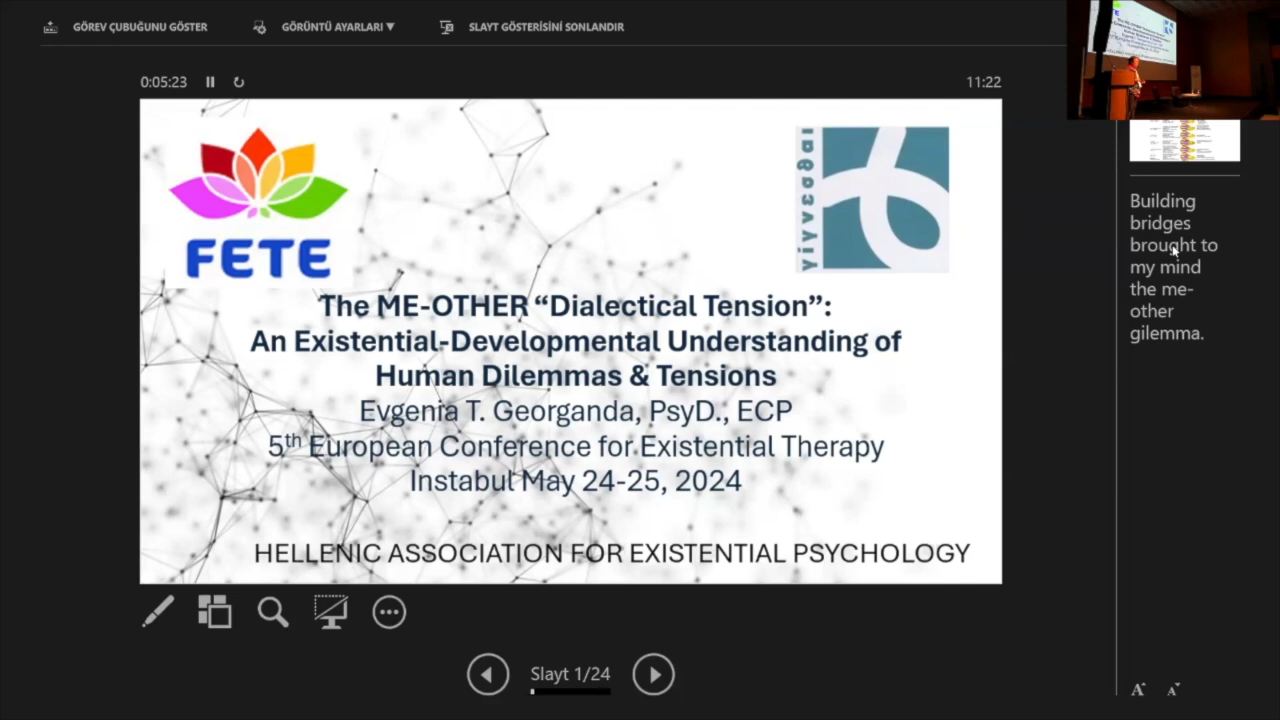 GÖREV ÇUBUĞUNU GÖSTER
GÖRÜNTÜ AYARLARI ▼
SLAYT GÖSTERİSİNİ SONLANDIR
0:05:23
11:22
FETE
γίγνεσθαι
The ME-OTHER “Dialectical Tension”:
An Existential-Developmental Understanding of
Human Dilemmas & Tensions
Evgenia T. Georganda, PsyD., ECP
5th European Conference for Existential Therapy
Instabul May 24-25, 2024
HELLENIC ASSOCIATION FOR EXISTENTIAL PSYCHOLOGY
Slayt 1/24
Building
bridges
brought to
my mind
the me-
other
gilemma.
A A